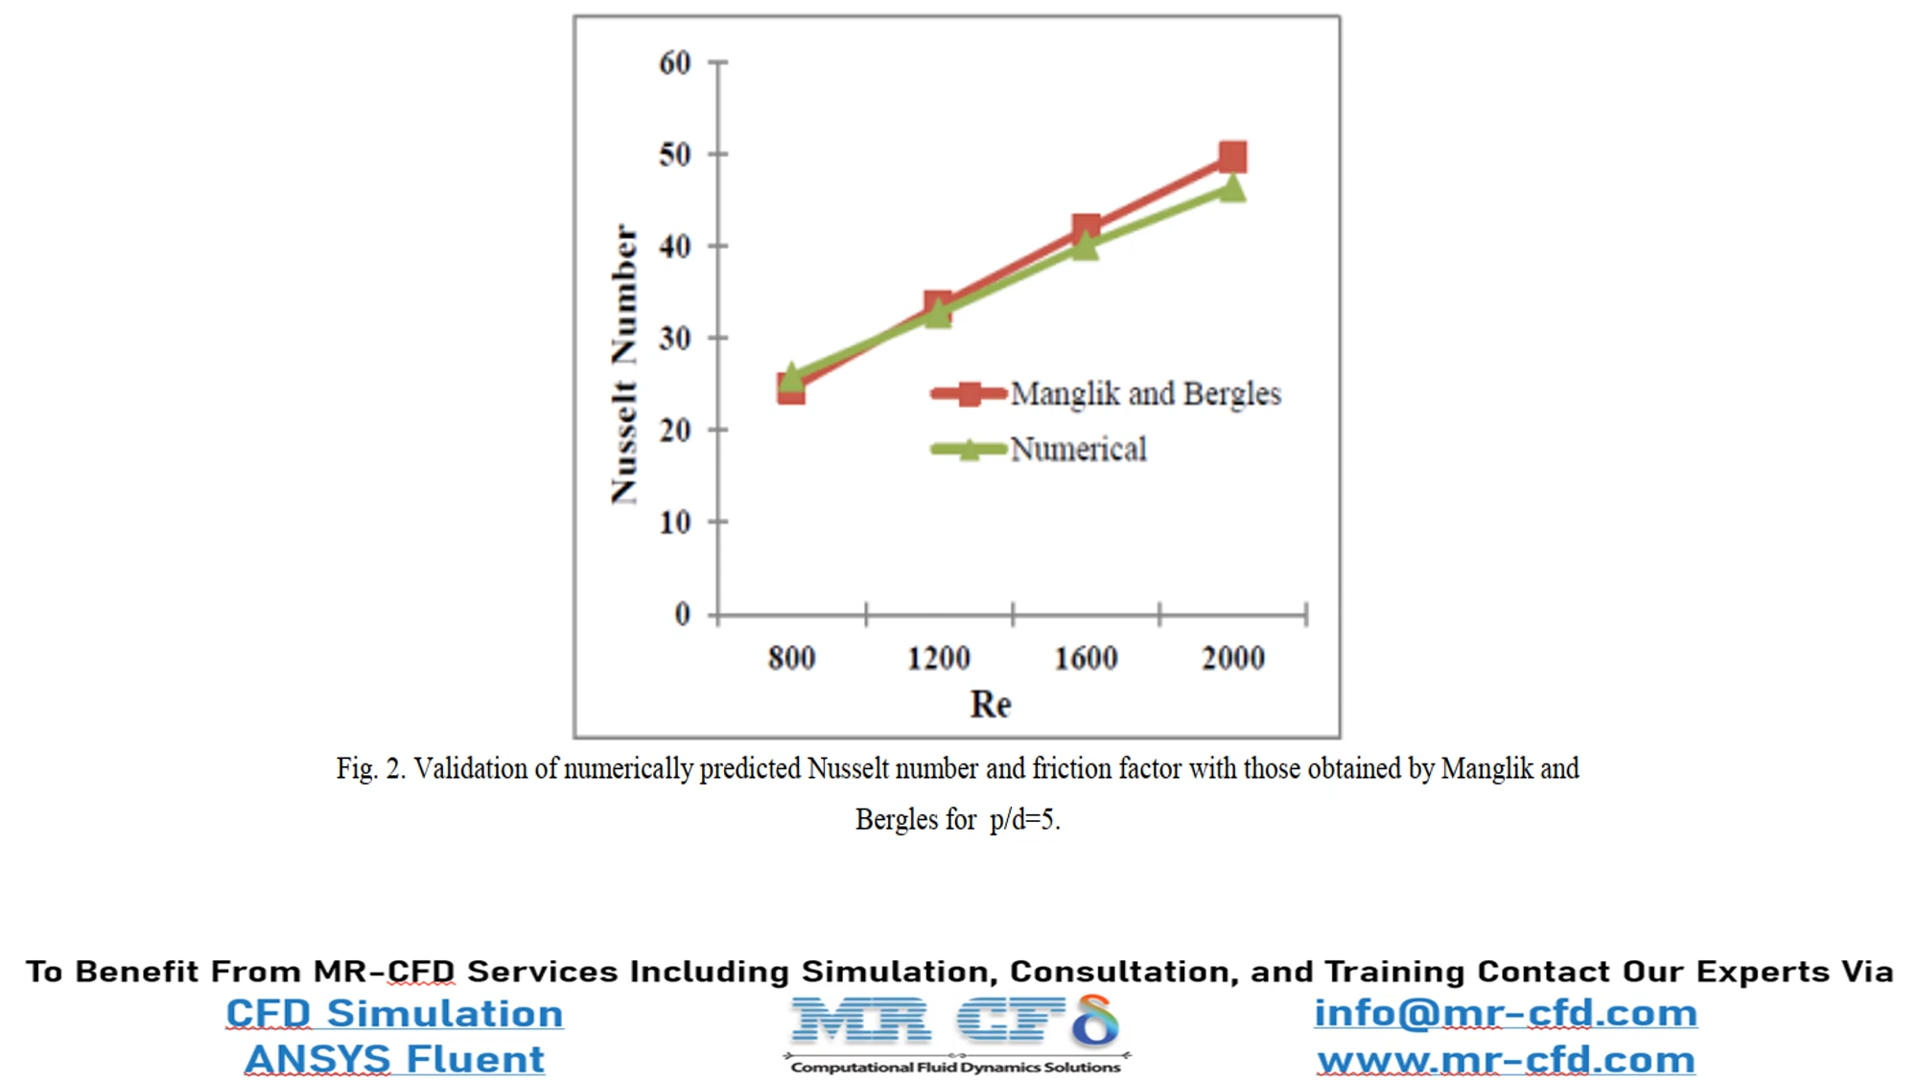 60
50
40
30
20
10
0
Nusselt Number
Manglik and Bergles
Numerical
800 1200 1600 2000
Re
Fig. 2. Validation of numerically predicted Nusselt number and friction factor with those obtained by Manglik and
Bergles for p/d=5.
To Benefit From MR-CFD Services Including Simulation, Consultation, and Training Contact Our Experts Via
CFD Simulation
ANSYS Fluent
MR CFδ
Computational Fluid Dynamics Solutions
info@mr-cfd.com
www.mr-cfd.com